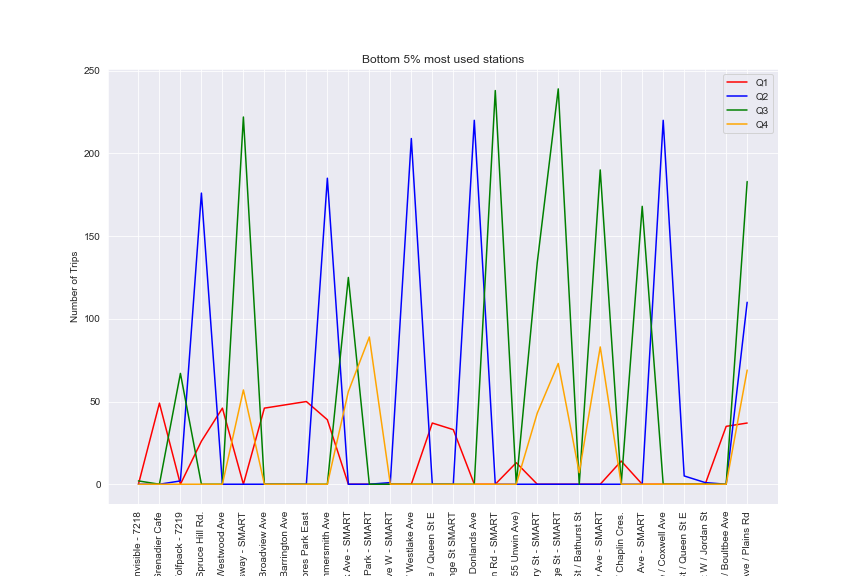 Bottom 5% most used stations
250
200
150
100
50
0
Number of Trips
Q1
Q2
Q3
Q4
nvisible - 7218
Grenadier Cafe
olfpack - 7219
Spruce Hill Rd.
Westwood Ave
sway - SMART
Broadview Ave
Barrington Ave
ores Park East
nmersmith Ave
Ave - SMART
Park - SMART
ve W - SMART
Westlake Ave
e / Queen St E
nge St SMART
Donlands Ave
n Rd - SMART
55 Unwin Ave)
ry St - SMART
ge St - SMART
St / Bathurst St
Ave - SMART
Chaplin Cres.
Ave - SMART
/ Coxwell Ave
t / Queen St E
W / Jordan St
/ Boultbee Ave
Ave / Plains Rd